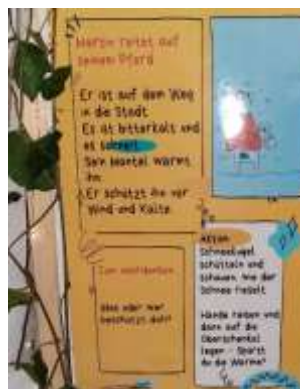 Martin reitet auf
seinem Pferd
Er ist auf dem Weg
in die Stadt
Es ist bitterkalt und
es schneit.
Sein Mantel wärmt
ihn.
Er schützt ihn vor
Wind und Kälte.
Zum Nachdenken:
Was oder wer
beschützt dich?
Aktion:
Schneekugel
schütteln und
schauen, wie der
Schnee rieselt.
Hände reiben und
dann auf die
Oberschenkel
legen - Spürst
du die Wärme?